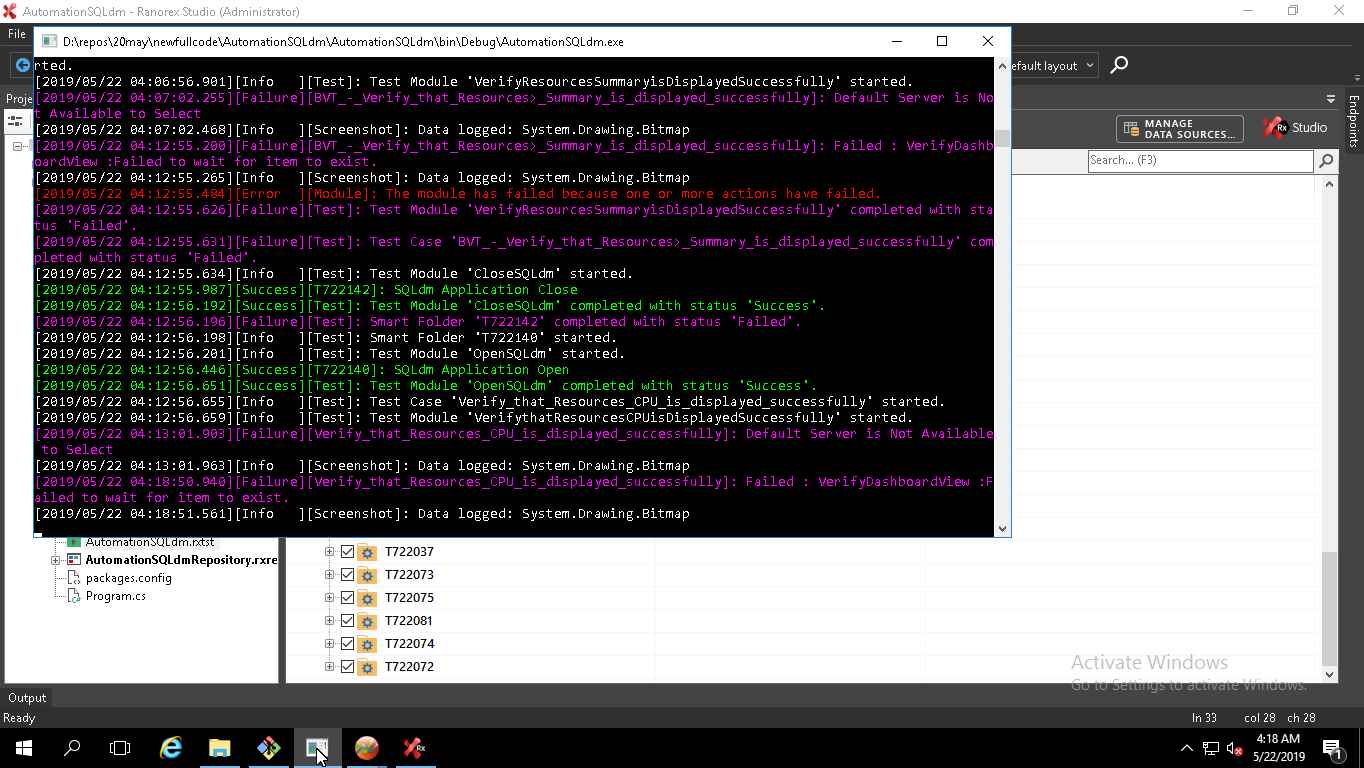 AutomationSQLdm - Ranorex Studio (Administrator)
File
D:\repos\20may\newfullcode\AutomationSQLdm\AutomationSQLdm\bin\Debug\AutomationSQLdm.exe
rted.
[2019/05/22 04:06:56.901][Info   ][Test]: Test Module 'VerifyResourcesSummaryisDisplayedSuccessfully' started.
[2019/05/22 04:07:02.255][Failure][BVT_-_Verify_that_Resources>_Summary_is_displayed_successfully]: Default Server is No
t Available to Select
[2019/05/22 04:07:02.468][Info   ][Screenshot]: Data logged: System.Drawing.Bitmap
[2019/05/22 04:12:55.200][Failure][BVT_-_Verify_that_Resources>_Summary_is_displayed_successfully]: Failed : VerifyDashb
oardView :Failed to wait for item to exist.
[2019/05/22 04:12:55.265][Info   ][Screenshot]: Data logged: System.Drawing.Bitmap
[2019/05/22 04:12:55.484][Error  ][Module]: The module has failed because one or more actions have failed.
[2019/05/22 04:12:55.626][Failure][Test]: Test Module 'VerifyResourcesSummaryisDisplayedSuccessfully' completed with sta
tus 'Failed'.
[2019/05/22 04:12:55.631][Failure][Test]: Test Case 'BVT_-_Verify_that_Resources>_Summary_is_displayed_successfully' com
pleted with status 'Failed'.
[2019/05/22 04:12:55.634][Info   ][Test]: Test Module 'CloseSQLdm' started.
[2019/05/22 04:12:55.987][Success][T722142]: SQLdm Application Close
[2019/05/22 04:12:56.192][Success][Test]: Test Module 'CloseSQLdm' completed with status 'Success'.
[2019/05/22 04:12:56.196][Failure][Test]: Smart Folder 'T722142' completed with status 'Failed'.
[2019/05/22 04:12:56.198][Info   ][Test]: Smart Folder 'T722140' started.
[2019/05/22 04:12:56.201][Info   ][Test]: Test Module 'OpenSQLdm' started.
[2019/05/22 04:12:56.446][Success][T722140]: SQLdm Application Open
[2019/05/22 04:12:56.651][Success][Test]: Test Module 'OpenSQLdm' completed with status 'Success'.
[2019/05/22 04:12:56.655][Info   ][Test]: Test Case 'Verify_that_Resources_CPU_is_displayed_successfully' started.
[2019/05/22 04:12:56.659][Info   ][Test]: Test Module 'VerifythatResourcesCPUisDisplayedSuccessfully' started.
[2019/05/22 04:13:01.903][Failure][Verify_that_Resources_CPU_is_displayed_successfully]: Default Server is Not Available
 to Select
[2019/05/22 04:13:01.963][Info   ][Screenshot]: Data logged: System.Drawing.Bitmap
[2019/05/22 04:18:50.940][Failure][Verify_that_Resources_CPU_is_displayed_successfully]: Failed : VerifyDashboardView :F
ailed to wait for item to exist.
[2019/05/22 04:18:51.561][Info   ][Screenshot]: Data logged: System.Drawing.Bitmap
efault layout
Proje
Endpoints
MANAGE
DATA SOURCES...
Rx Studio
Search... (F3)
AutomationSQLdm.rxtst
AutomationSQLdmRepository.rxre
packages.config
Program.cs
T722037
T722073
T722075
T722081
T722074
T722072
Activate Windows
Go to Settings to activate Windows.
Output
Ready
ln 33
col 28
ch 28
Rx
4:18 AM
5/22/2019
1